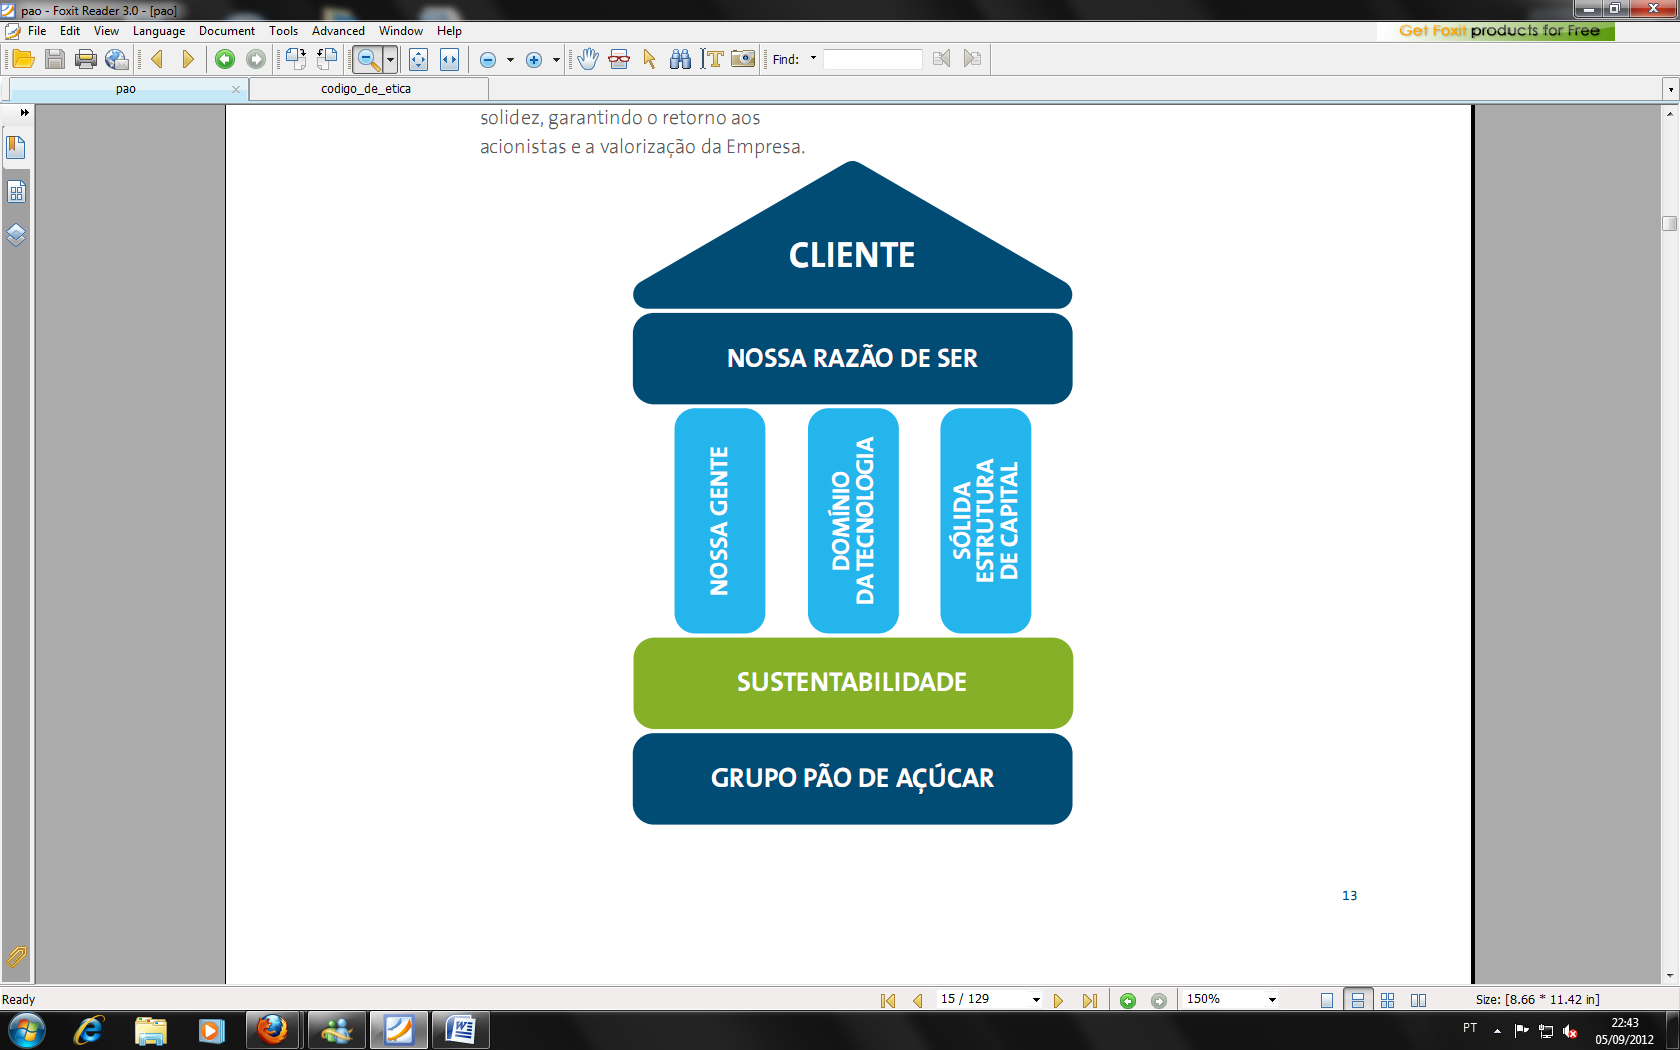 pao - Foxit Reader 3.0 - [pao]
File Edit View Language Document Tools Advanced Window Help
Get Foxit products for Free
Find:
pao
codigo_de_etica
solidez, garantindo o retorno aos
acionistas e a valorização da Empresa.
CLIENTE
NOSSA RAZÃO DE SER
NOSSA GENTE
DOMÍNIO
DA TECNOLOGIA
SÓLIDA
ESTRUTURA
DE CAPITAL
SUSTENTABILIDADE
GRUPO PÃO DE AÇÚCAR
13
Ready
15 / 129
150%
Size: [8.66 * 11.42 in]
PT
22:43
05/09/2012